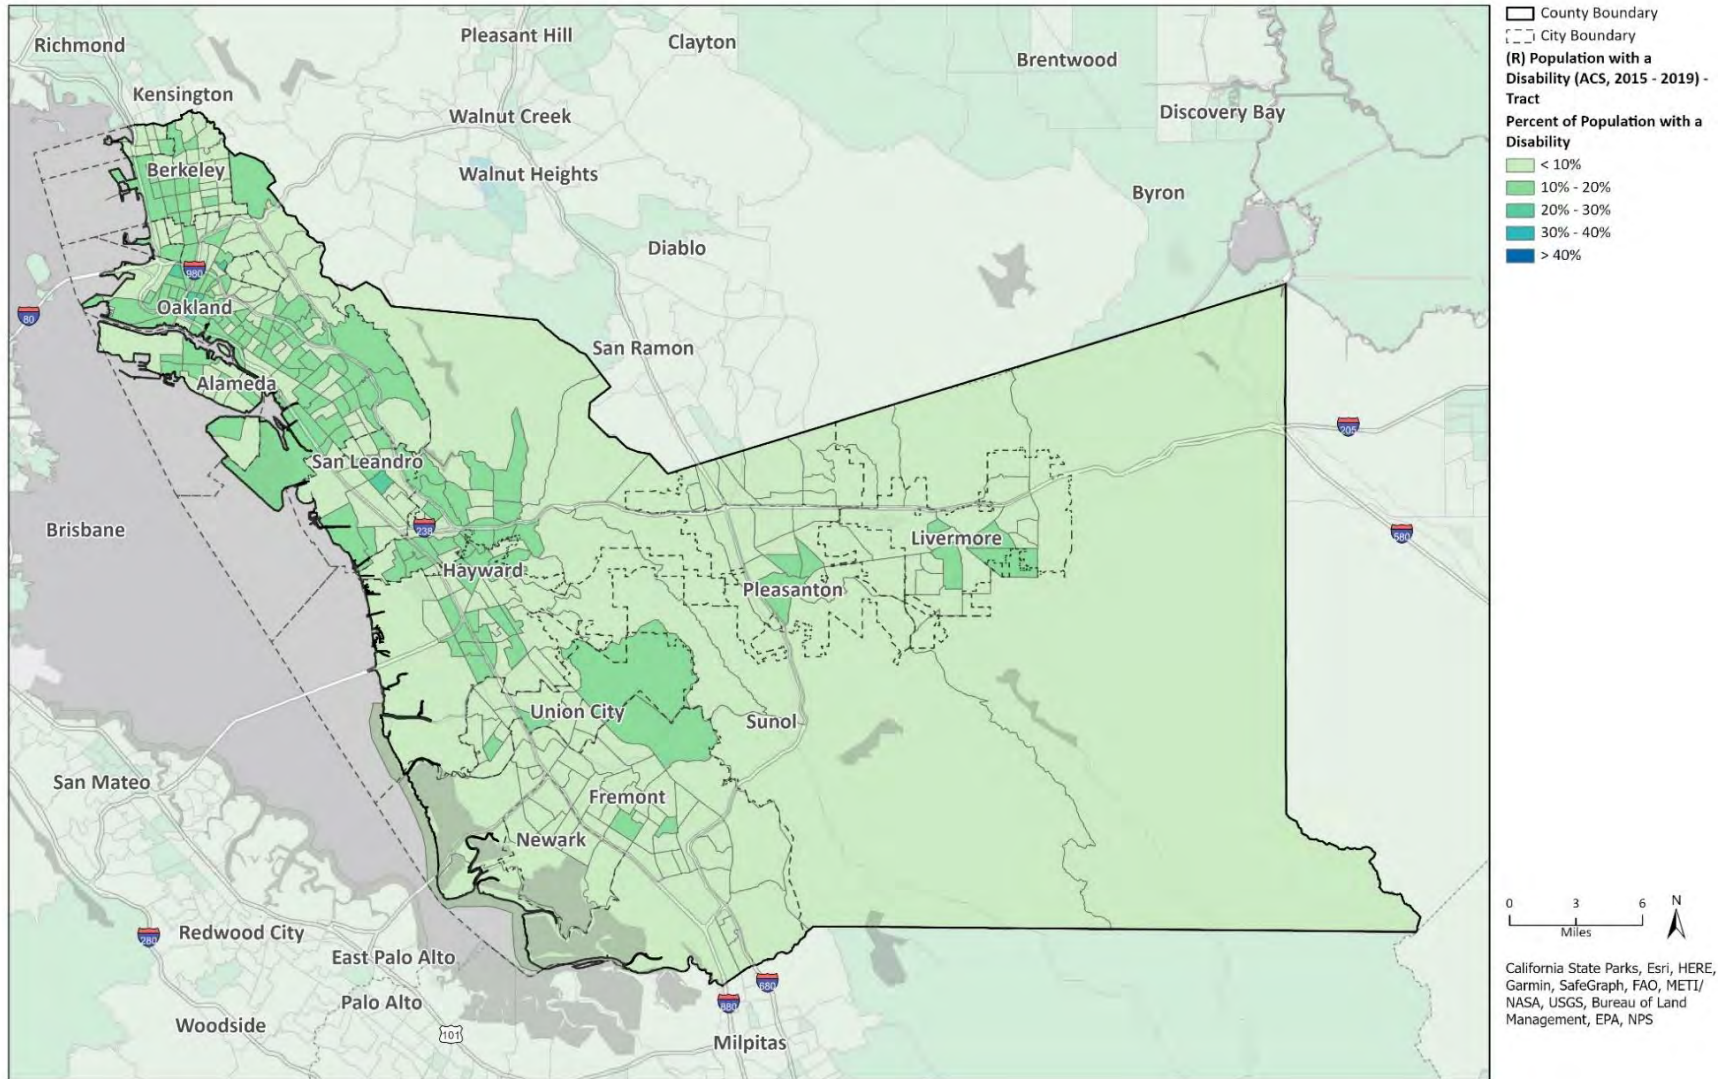 Richmond
Pleasant Hill
Clayton
Brentwood
Kensington
Walnut Creek
Discovery Bay
Berkeley
Walnut Heights
Byron
Diablo
980
80
Oakland
San Ramon
Alameda
205
San Leandro
Brisbane
238
Livermore
580
Hayward
Pleasanton
Union City
Sunol
San Mateo
Fremont
Newark
280
Redwood City
East Palo Alto
Palo Alto
680
880
Woodside
101
Milpitas
County Boundary
City Boundary
(R) Population with a
Disability (ACS, 2015 - 2019) -
Tract
Percent of Population with a
Disability
< 10%
10% - 20%
20% - 30%
30% - 40%
> 40%
0 3 6
Miles
N
California State Parks, Esri, HERE,
Garmin, SafeGraph, FAO, METI/
NASA, USGS, Bureau of Land
Management, EPA, NPS